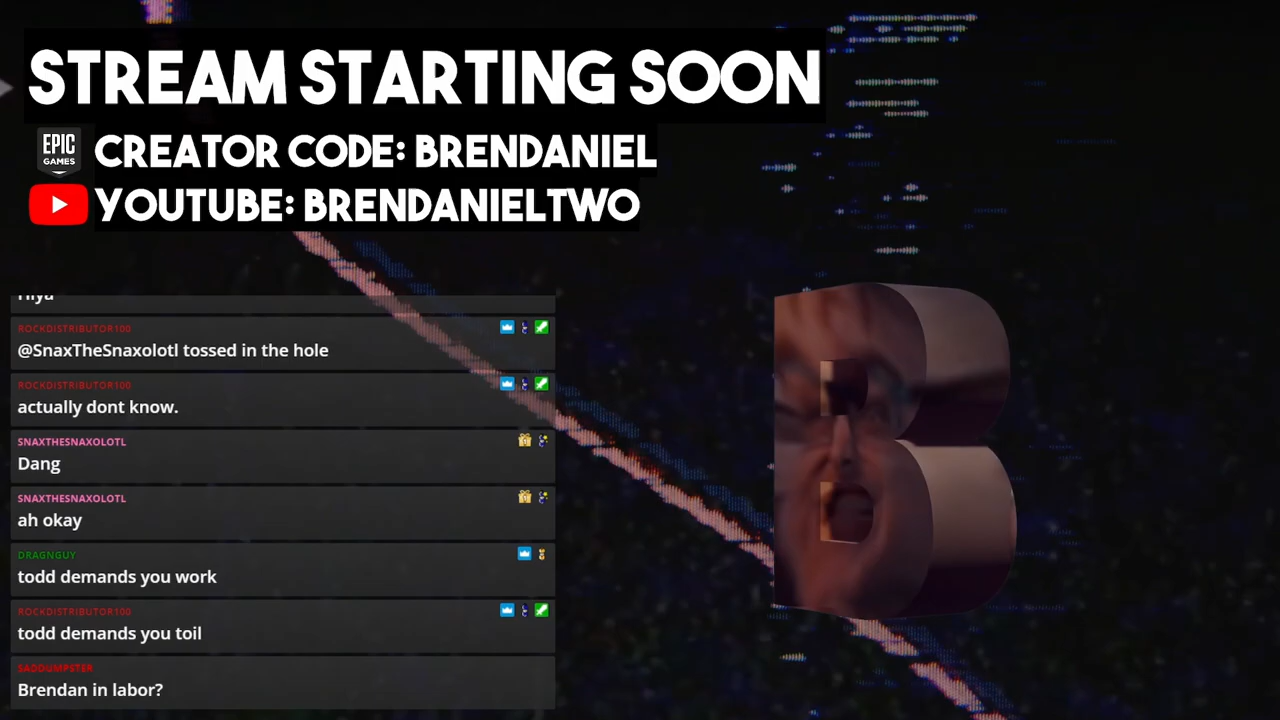 STREAM STARTING SOON
EPIC GAMES
CREATOR CODE: BRENDANIEL
YOUTUBE: BRENDANIELTWO
Hiya
ROCKDISTRIBUTOR100
@SnaxTheSnaxolotl tossed in the hole
ROCKDISTRIBUTOR100
actually dont know.
SNAXTHESNAXOLOTL
Dang
SNAXTHESNAXOLOTL
ah okay
DRAGNGUY
todd demands you work
ROCKDISTRIBUTOR100
todd demands you toil
SADDUMPSTER
Brendan in labor?
B